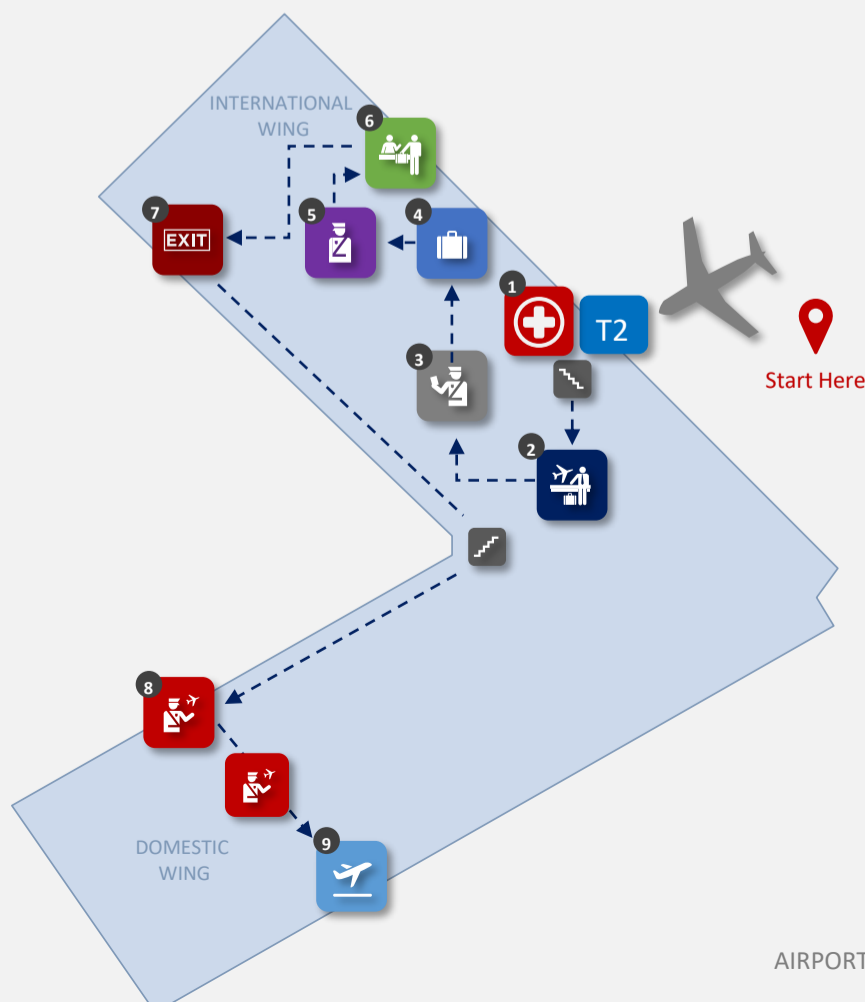 INTERNATIONAL
WING
6
7
5
4
EXIT
1
T2
3
Start Here
2
8
9
DOMESTIC
WING
AIRPORT